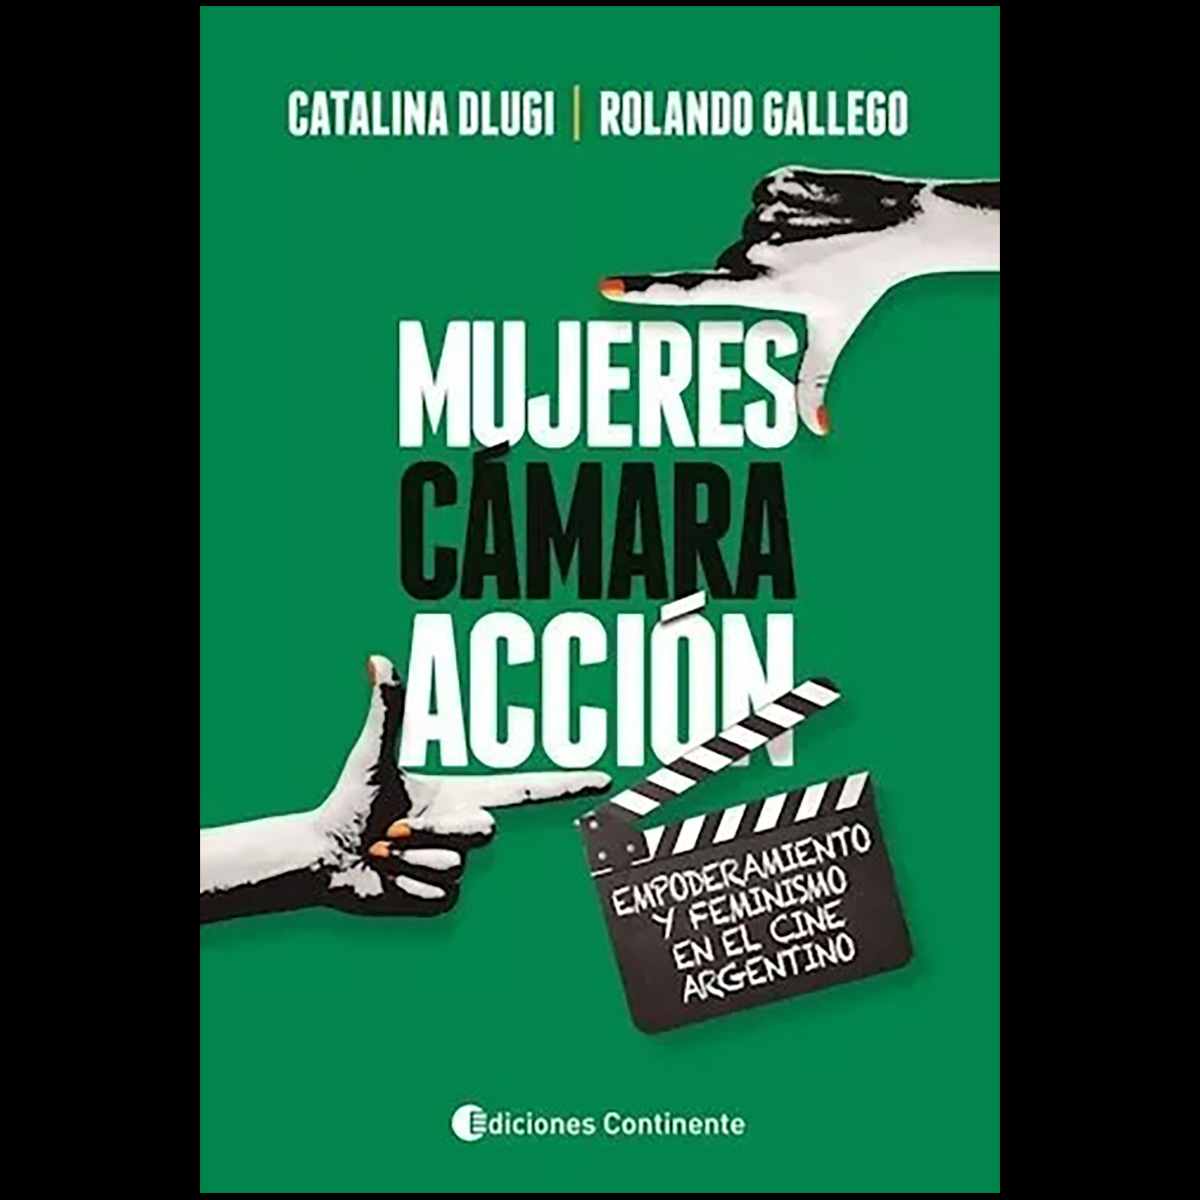 CATALINA DLUGI | ROLANDO GALLEGO
MUJERES
CÁMARA
ACCIÓN
EMPODERAMIENTO
Y FEMINISMO
EN EL CINE
ARGENTINO
Ediciones Continente